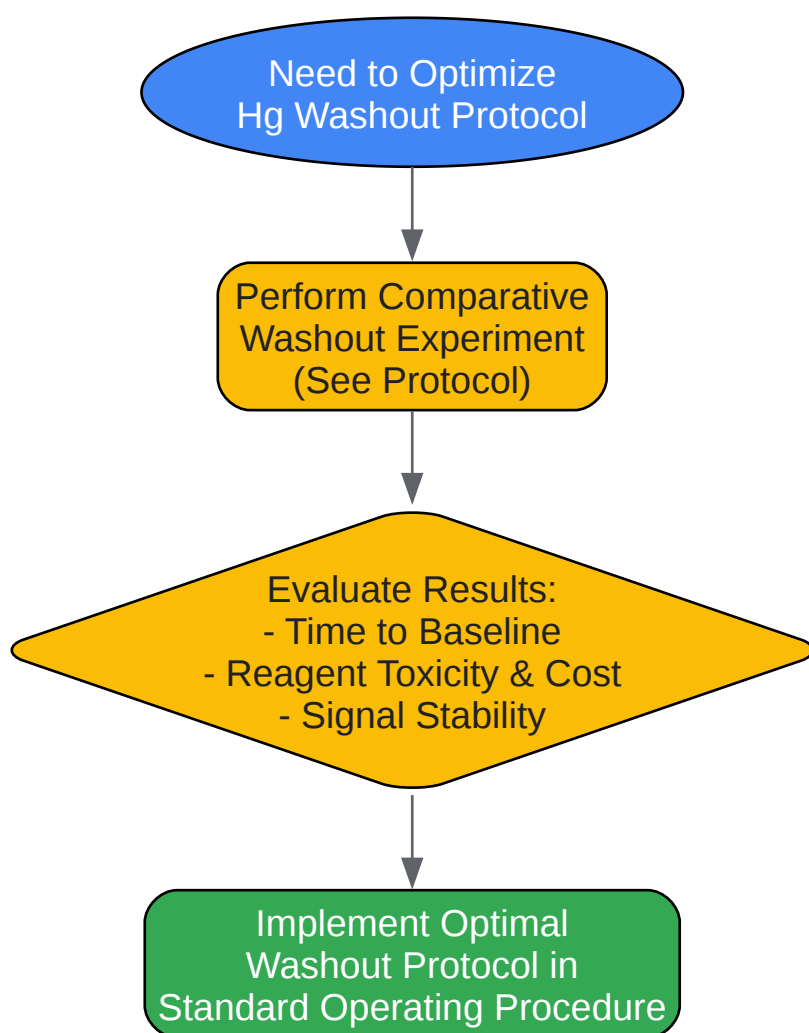 Need to Optimize
Hg Washout Protocol
Perform Comparative
Washout Experiment
(See Protocol)
Evaluate Results:
- Time to Baseline
- Reagent Toxicity & Cost
- Signal Stability
Implement Optimal
Washout Protocol in
Standard Operating Procedure